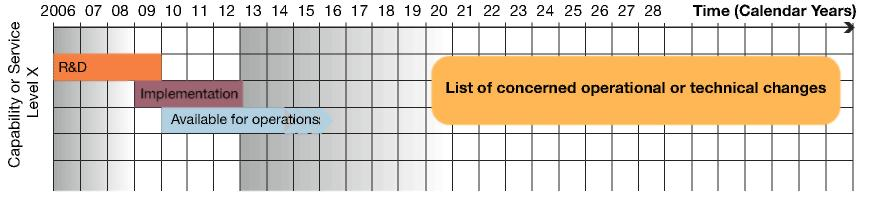 2006 07 08 09 10 11 12 13 14 15 16 17 18 19 20 21 22 23 24 25 26 27 28 Time (Calendar Years)
Capability or Service
Level X
R&D
Implementation
Available for operations
List of concerned operational or technical changes